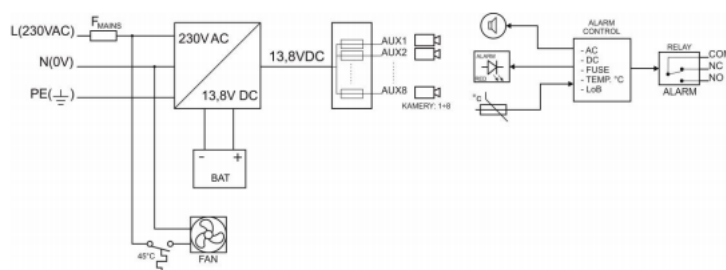 L(230VAC)
F MAINS
N(0V)
PE( )
230V AC
13,8V DC
- +
BAT
45°C
FAN
13,8VDC
AUX1
AUX2
AUX8
KAMERY: 1÷8
ALARM
RED
°C
ALARM
CONTROL
- AC
- DC
- FUSE
- TEMP. °C
- LoB
RELAY
ALARM
COM
NC
NO